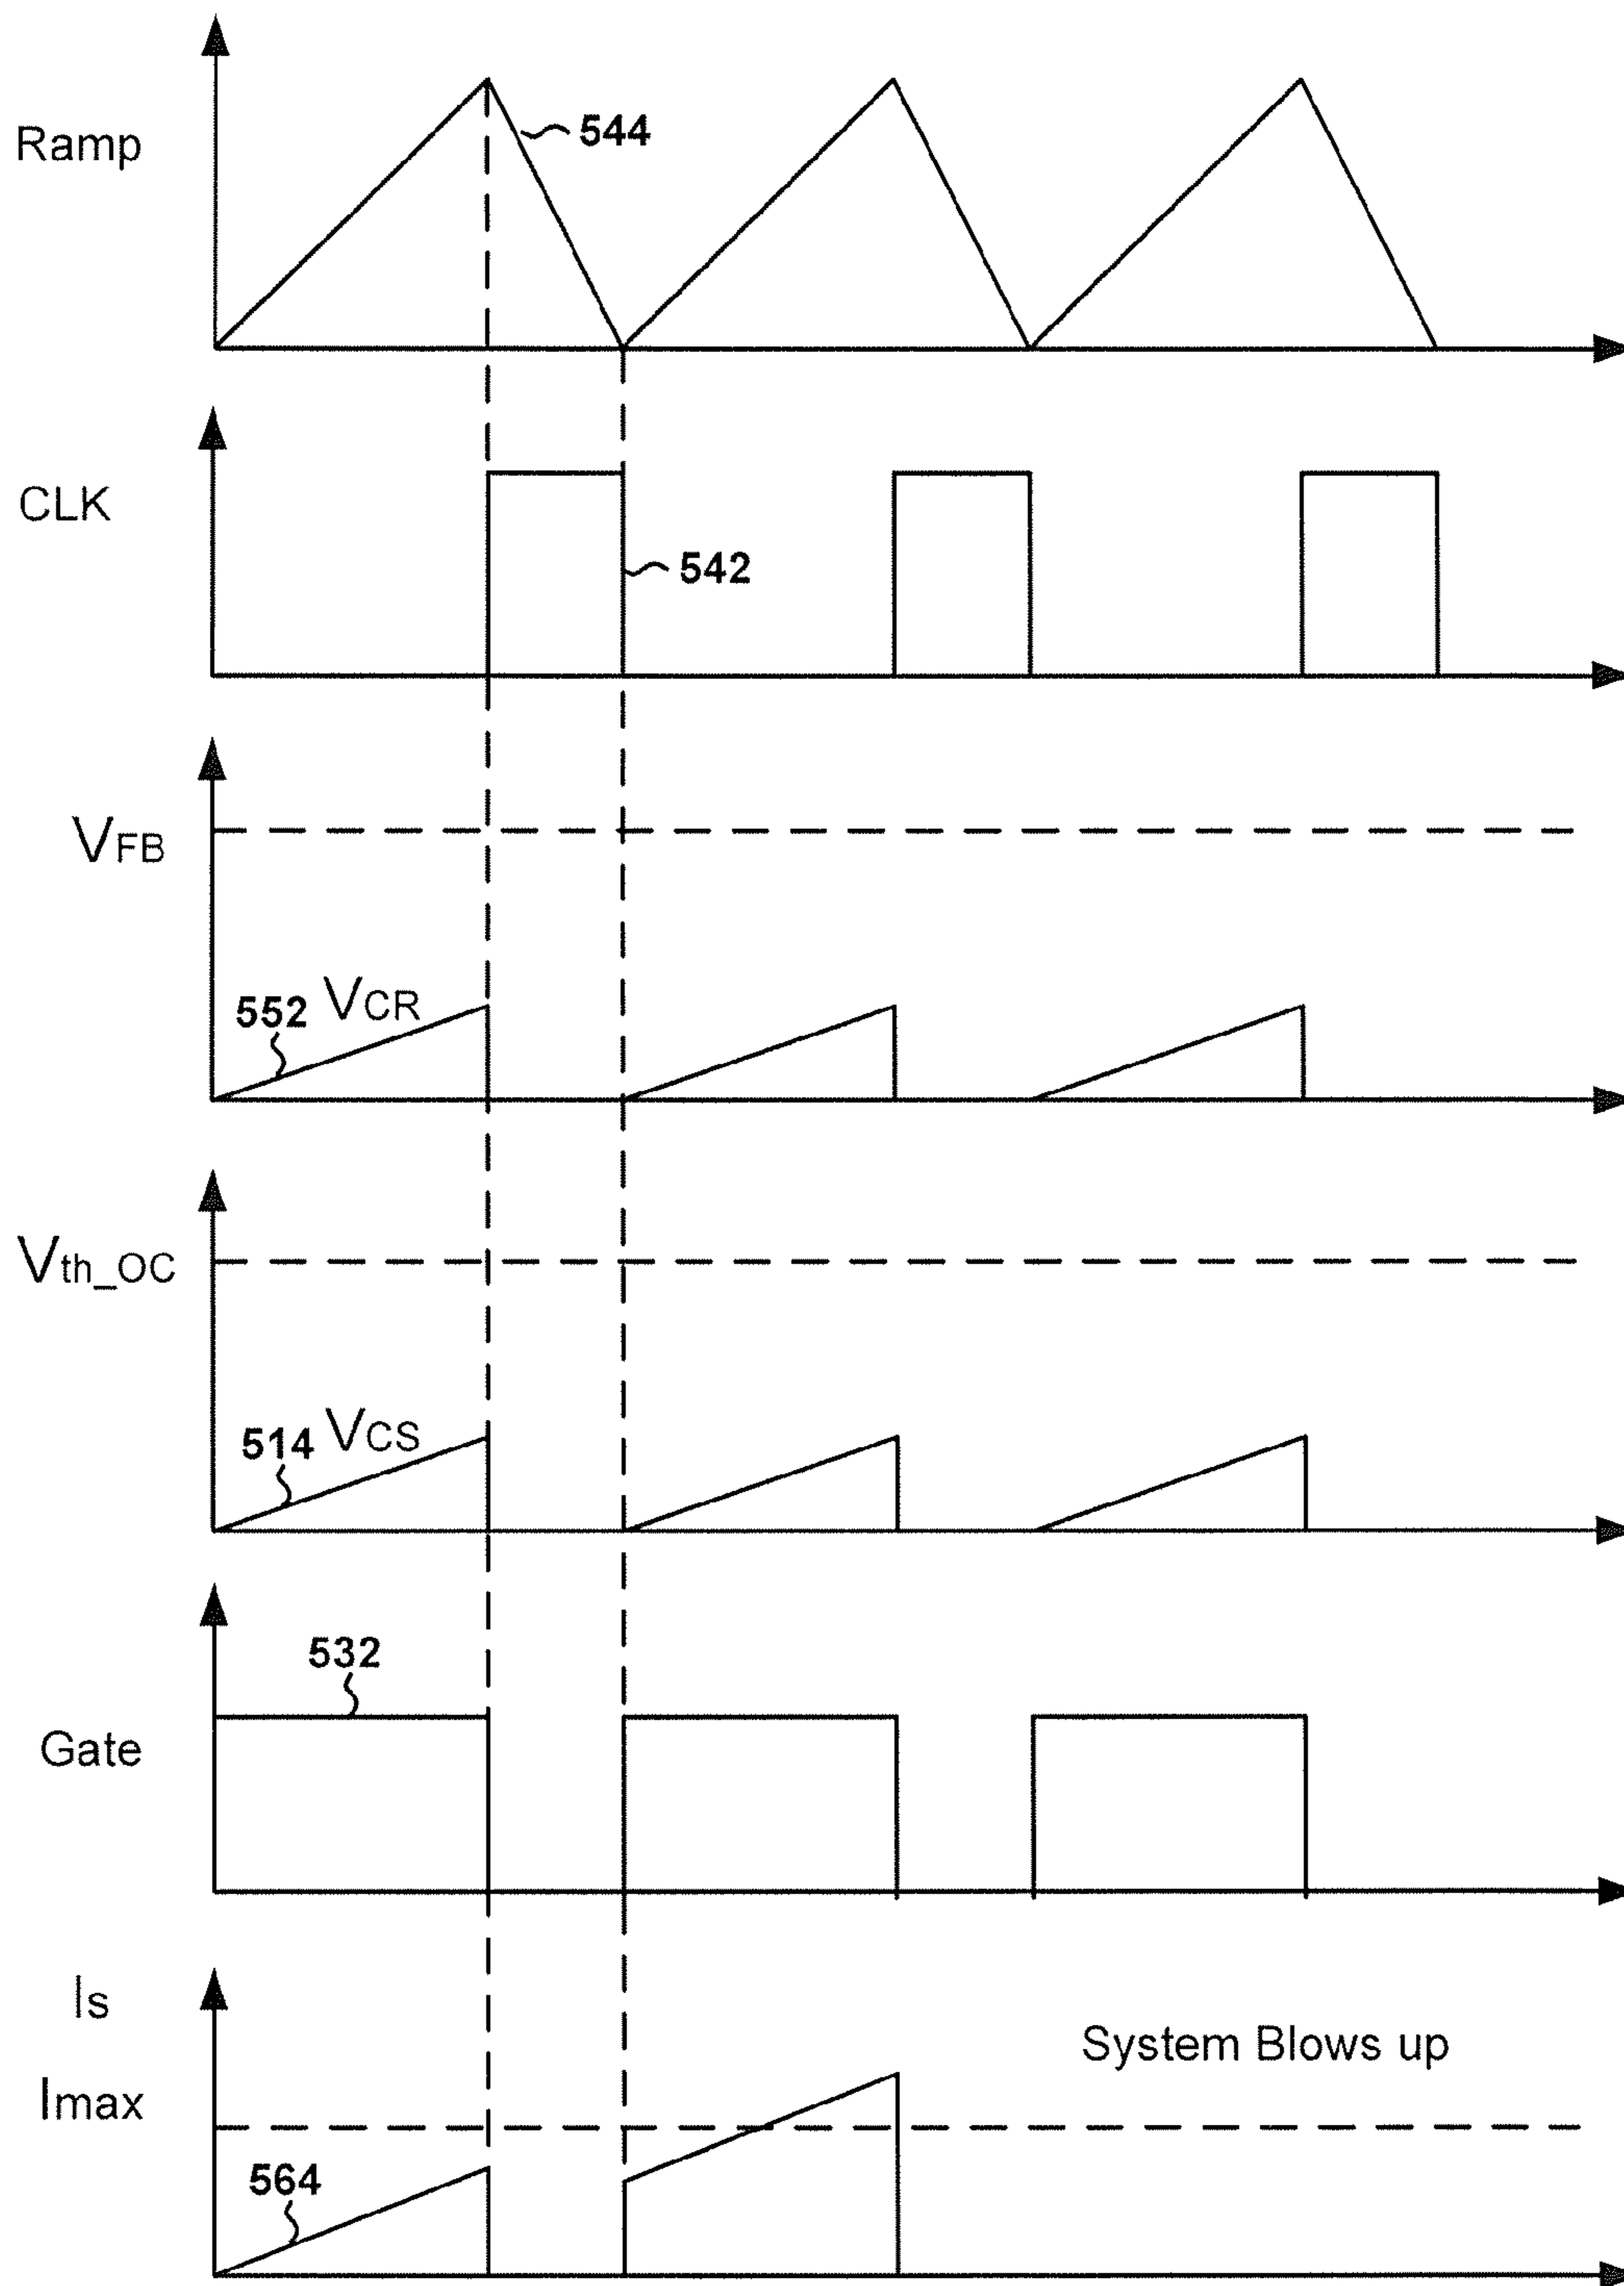 Ramp
544
CLK
542
VFB
552 VCR
Vth_OC
514 VCS
532
Gate
Is
System Blows up
Imax
564